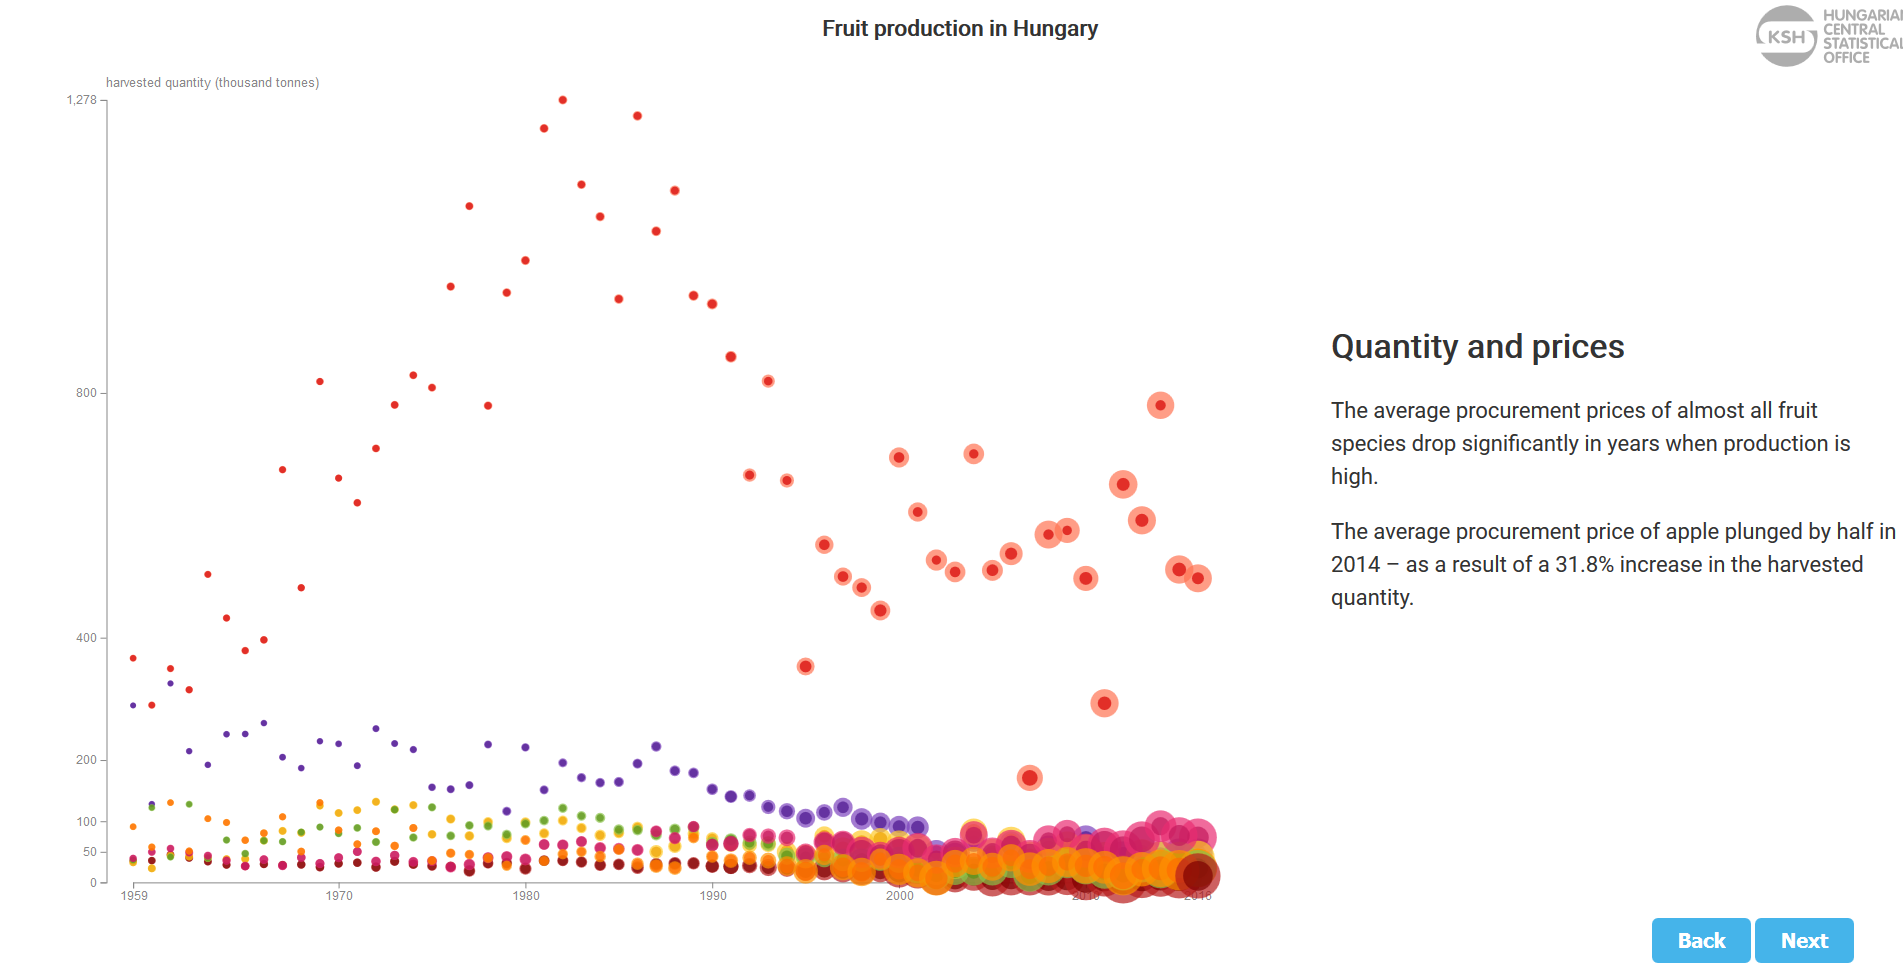 Fruit production in Hungary
KSH
HUNGARIAN
CENTRAL
STATISTICAL
OFFICE
harvested quantity (thousand tonnes)
1,278
800
400
200
100
50
0
1959
1970
1980
1990
2000
Quantity and prices
The average procurement prices of almost all fruit
species drop significantly in years when production is
high.
The average procurement price of apple plunged by half in
2014 – as a result of a 31.8% increase in the harvested
quantity.
Back
Next